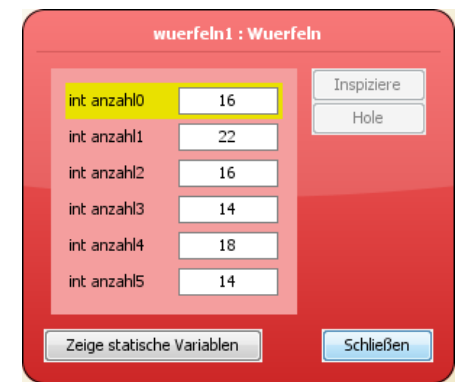 wuerfeln1 : Wuerfeln
int anzahl0 16
int anzahl1 22
int anzahl2 16
int anzahl3 14
int anzahl4 18
int anzahl5 14
Inspiziere
Hole
Zeige statische Variablen
Schließen